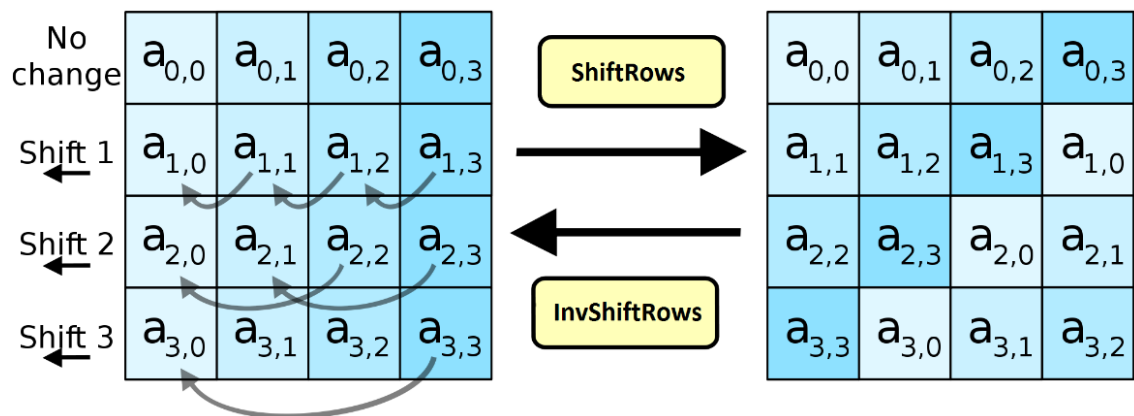 No change
a0,0 a0,1 a0,2 a0,3
Shift 1
a1,0 a1,1 a1,2 a1,3
Shift 2
a2,0 a2,1 a2,2 a2,3
Shift 3
a3,0 a3,1 a3,2 a3,3
ShiftRows
InvShiftRows
a0,0 a0,1 a0,2 a0,3
a1,1 a1,2 a1,3 a1,0
a2,2 a2,3 a2,0 a2,1
a3,3 a3,0 a3,1 a3,2